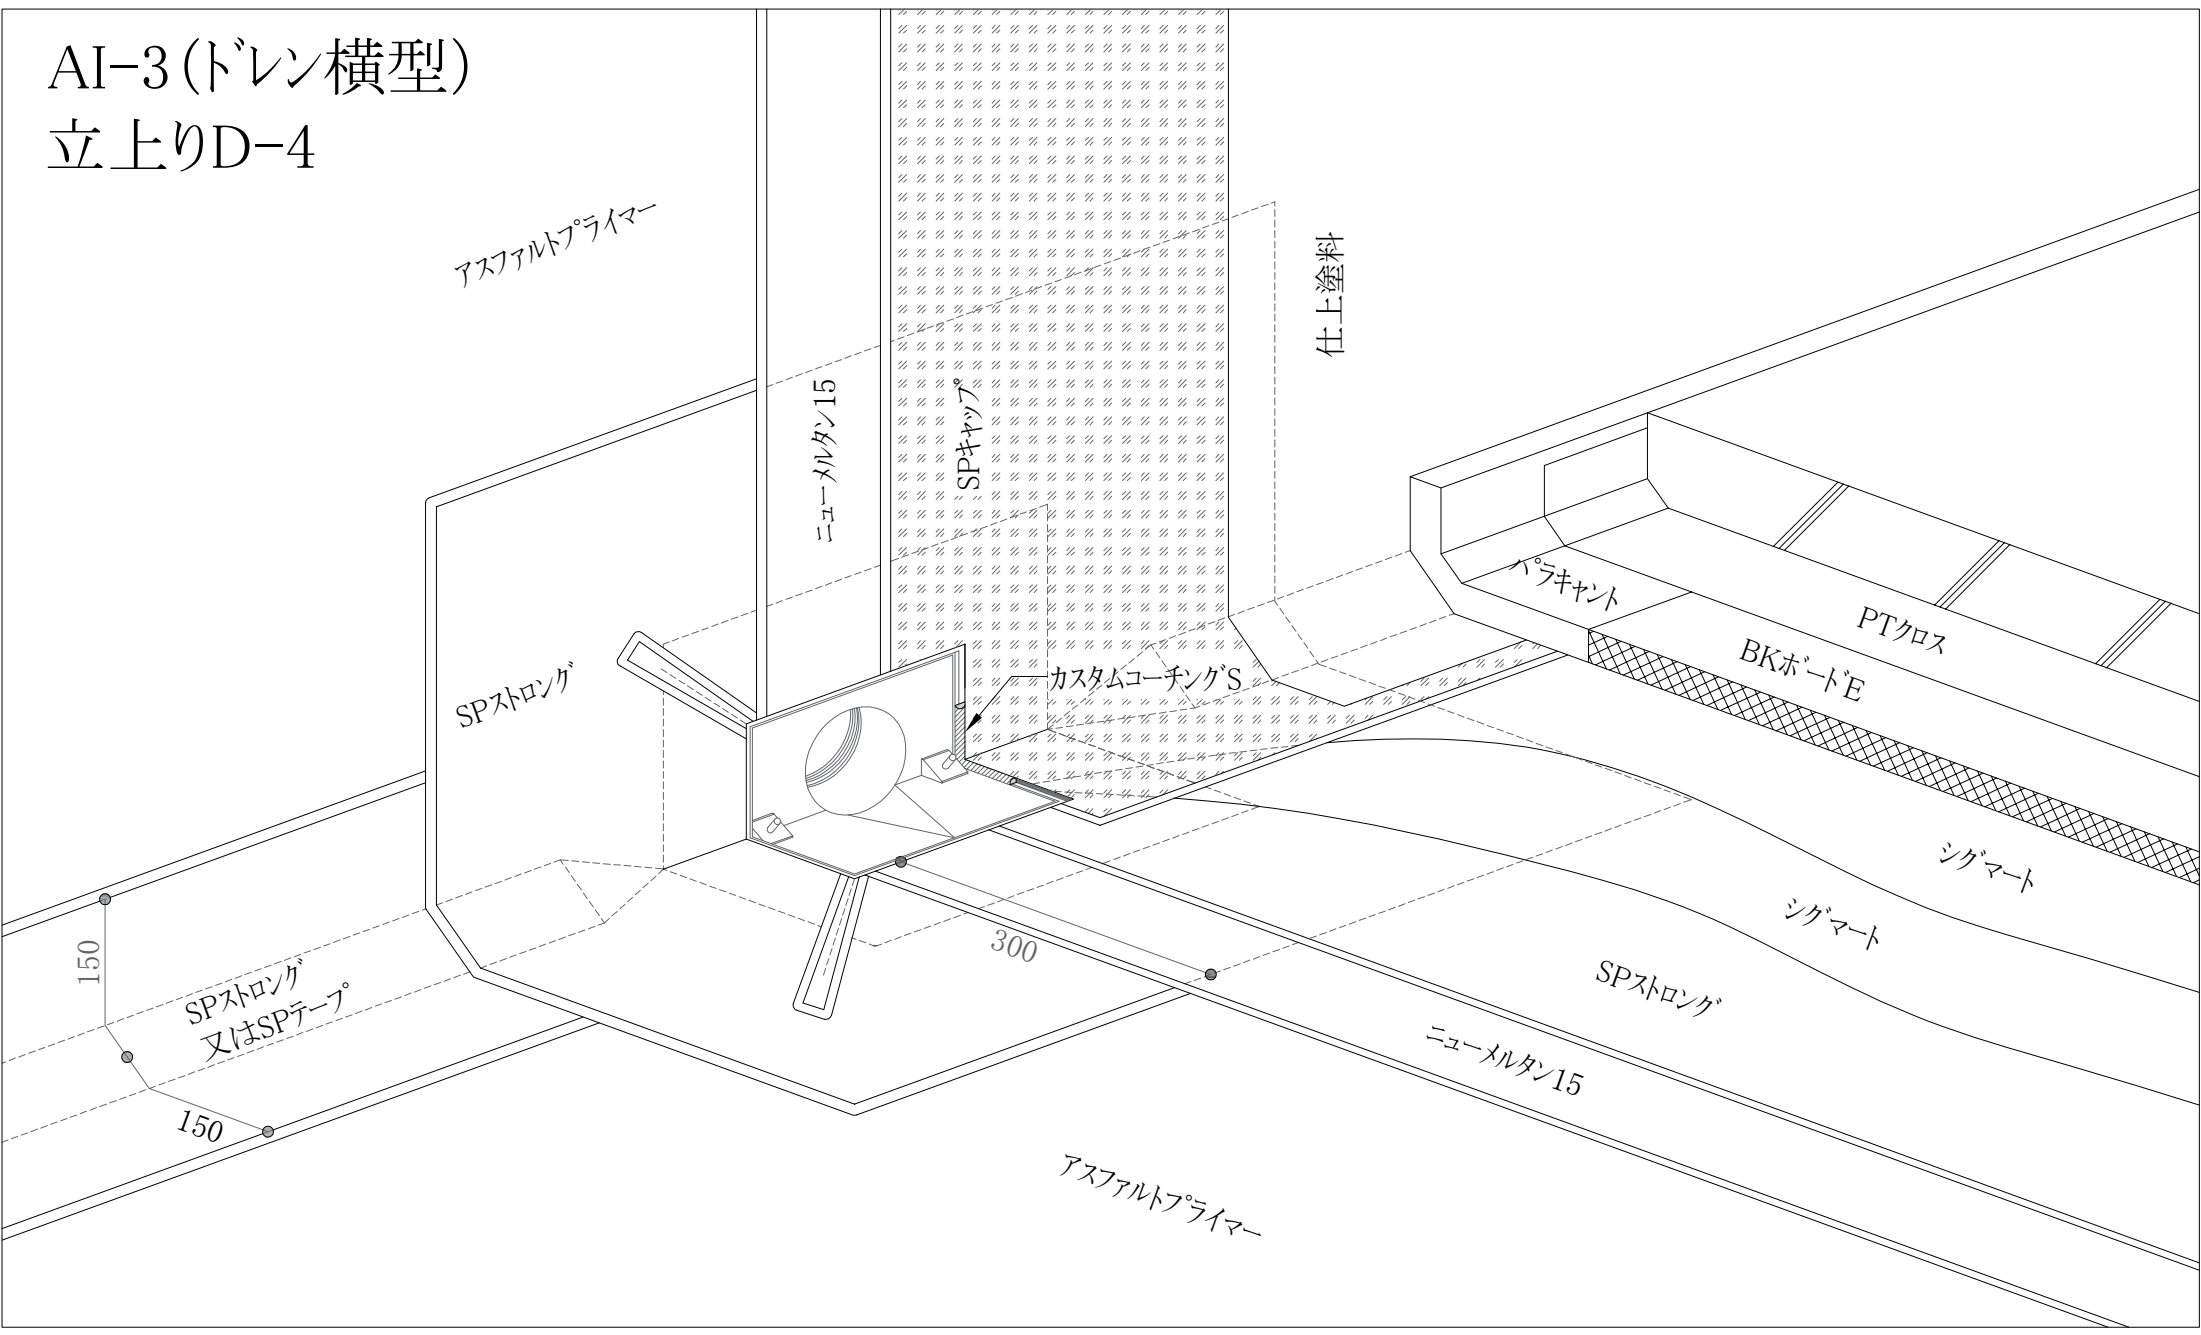 AI-3(ドレン横型)
立上りD-4
アスファルトプライマー
仕上塗料
ニューメルタン15
SPキャップ
パラキャント
PTクロス
BKボードE
カスタムコーチングS
SPストロング
シグマート
シグマート
150
SPストロング
又はSPテープ
300
SPストロング
ニューメルタン15
150
アスファルトプライマー